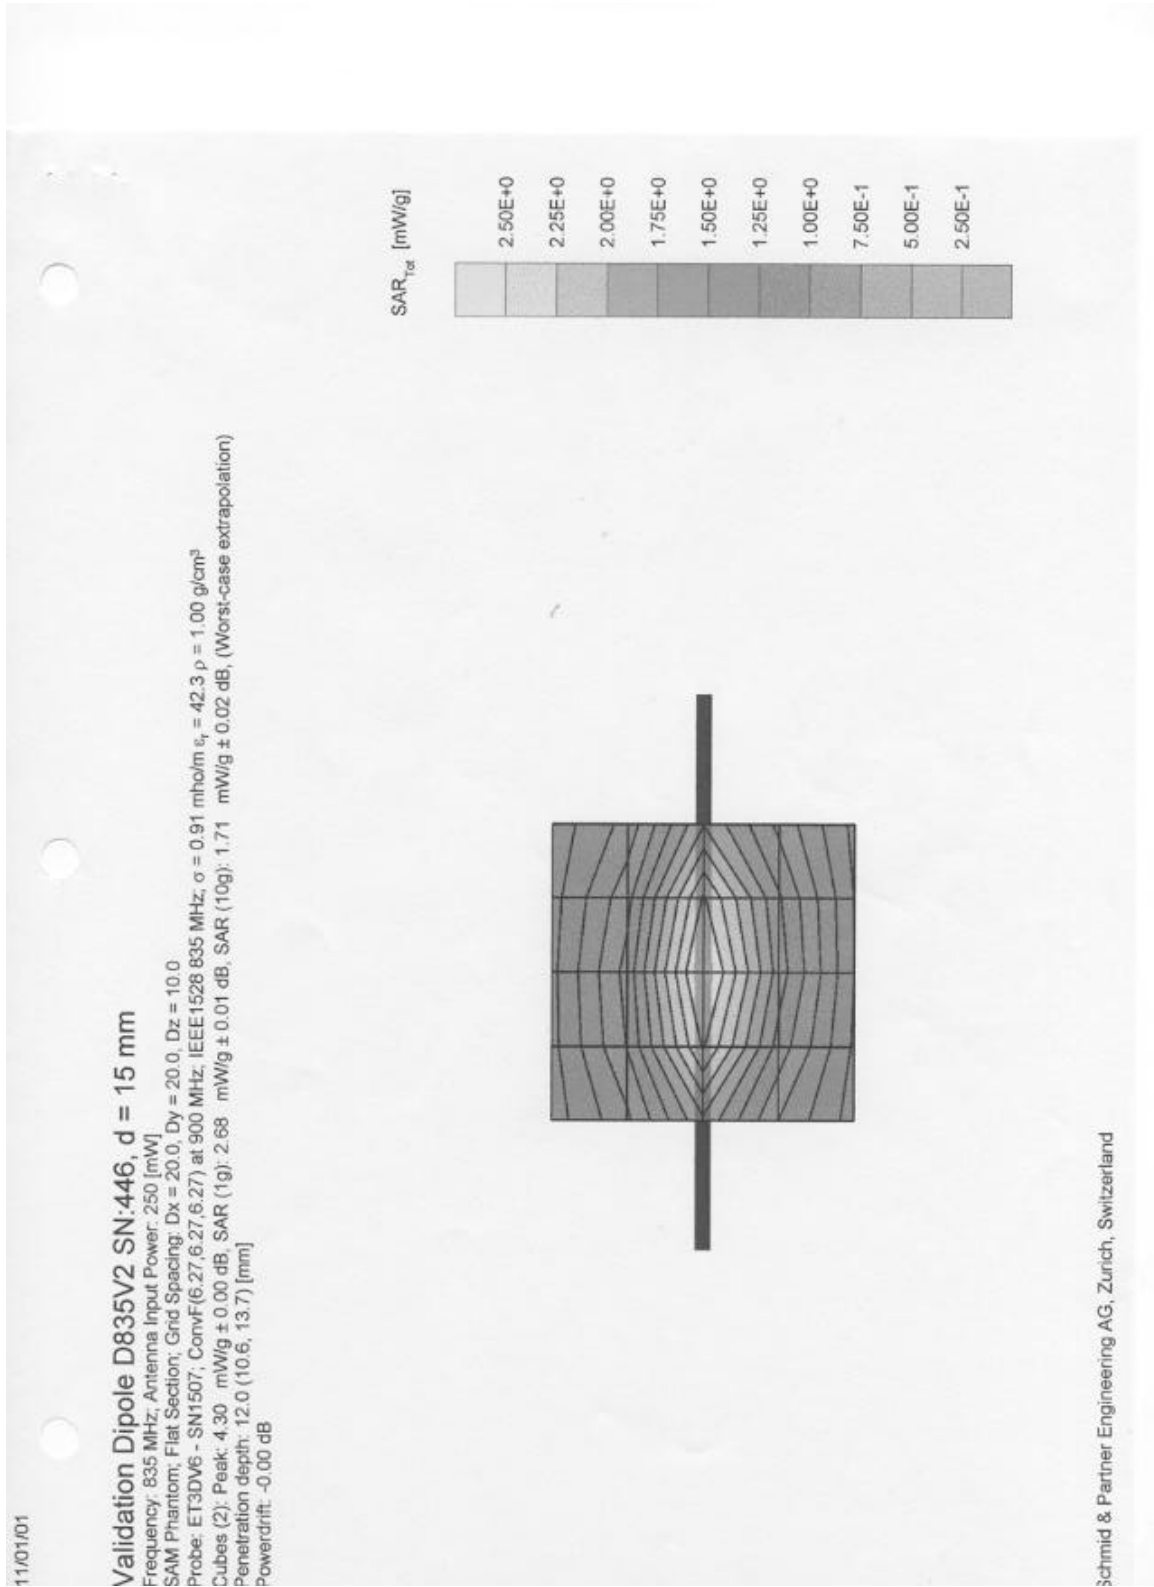 11/01/01
Validation Dipole D835V2 SN:446, d = 15 mm
Frequency: 835 MHz; Antenna Input Power: 250 [mW]
SAM Phantom; Flat Section; Grid Spacing: Dx = 20.0, Dy = 20.0, Dz = 10.0
Probe: ET3DV6 - SN1507; ConvF(6.27,6.27,6.27) at 900 MHz; IEEE1528 835 MHz; σ = 0.91 mho/m εr = 42.3 ρ = 1.00 g/cm³
Cubes (2): Peak: 4.30 mW/g ± 0.00 dB, SAR (1g): 2.68 mW/g ± 0.01 dB, SAR (10g): 1.71 mW/g ± 0.02 dB, (Worst-case extrapolation)
Penetration depth: 12.0 (10.6, 13.7) [mm]
Powerdrift: -0.00 dB
SARTot [mW/g]
2.50E+0
2.25E+0
2.00E+0
1.75E+0
1.50E+0
1.25E+0
1.00E+0
7.50E-1
5.00E-1
2.50E-1
Schmid & Partner Engineering AG, Zurich, Switzerland